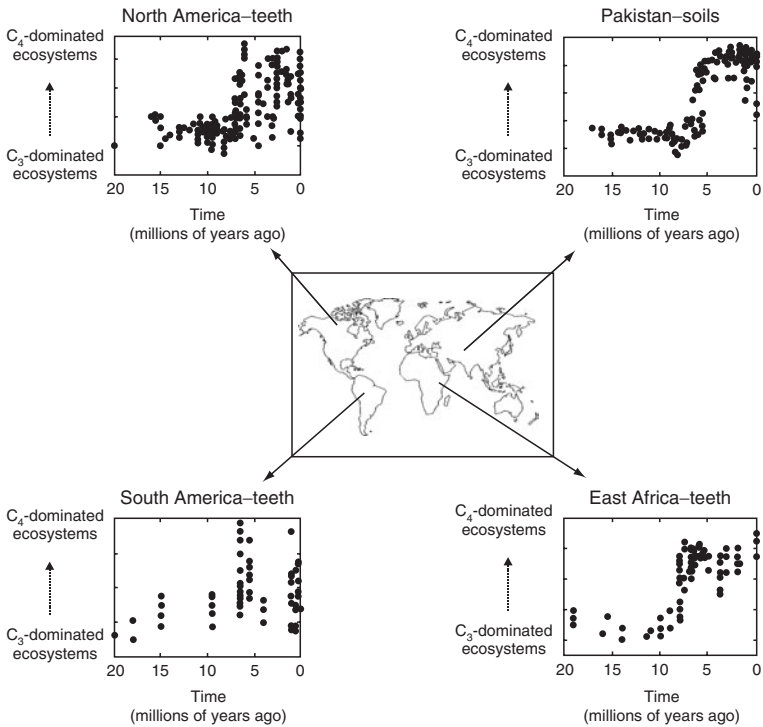 North America–teeth
C4-dominated
ecosystems
C3-dominated
ecosystems
20 15 10 5 0
Time
(millions of years ago)
Pakistan–soils
C4-dominated
ecosystems
C3-dominated
ecosystems
20 15 10 5 0
Time
(millions of years ago)
South America–teeth
C4-dominated
ecosystems
C3-dominated
ecosystems
20 15 10 5 0
Time
(millions of years ago)
East Africa–teeth
C4-dominated
ecosystems
C3-dominated
ecosystems
20 15 10 5 0
Time
(millions of years ago)